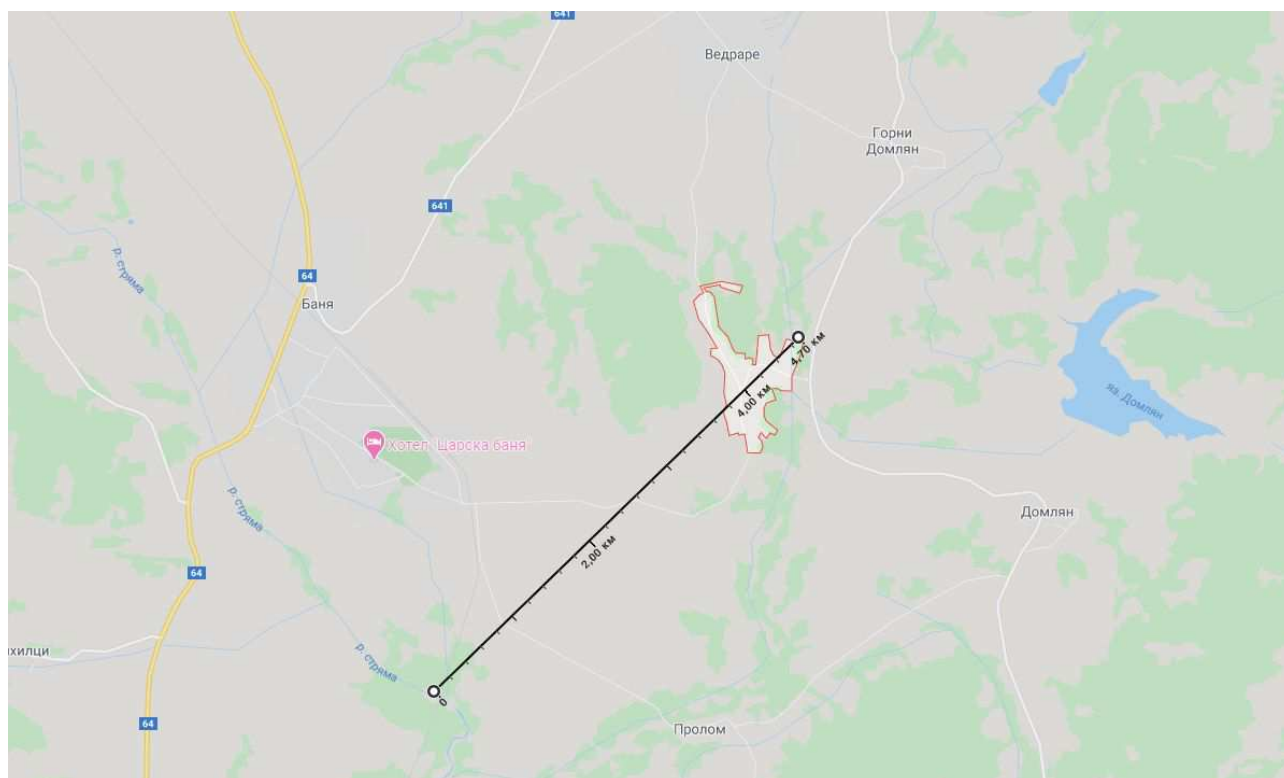 641
Ведраре
Горни
Домлян
641
р. стряма
64
Баня
4,70 км
4,00 км
яз. Домлян
Хотел "Царска баня"
р. стряма
Домлян
2,00 км
64
хилци
р. стряма
0
64
Пролом